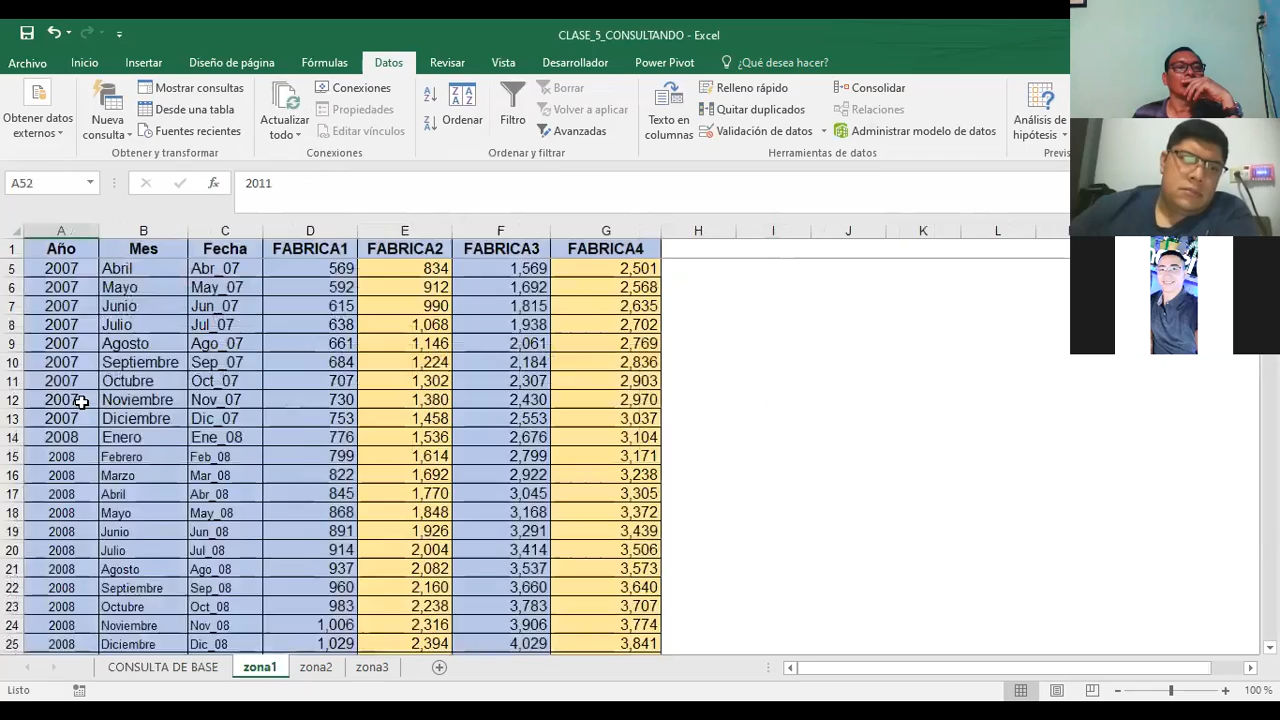 CLASE_5_CONSULTANDO - Excel
Archivo Inicio Insertar Diseño de página Fórmulas Datos Revisar Vista Desarrollador Power Pivot ¿Qué desea hacer?
Obtener datos externos
Nueva consulta
Mostrar consultas
Desde una tabla
Fuentes recientes
Obtener y transformar
Actualizar todo
Conexiones
Propiedades
Editar vínculos
Conexiones
Ordenar
Filtro
Borrar
Volver a aplicar
Avanzadas
Ordenar y filtrar
Texto en columnas
Relleno rápido
Quitar duplicados
Validación de datos
Consolidar
Relaciones
Administrar modelo de datos
Herramientas de datos
Análisis de hipótesis
Previs
A52 fx 2011
A B C D E F G H I J K L
1 Año Mes Fecha FABRICA1 FABRICA2 FABRICA3 FABRICA4
5 2007 Abril Abr_07 569 834 1,569 2,501
6 2007 Mayo May_07 592 912 1,692 2,568
7 2007 Junio Jun_07 615 990 1,815 2,635
8 2007 Julio Jul_07 638 1,068 1,938 2,702
9 2007 Agosto Ago_07 661 1,146 2,061 2,769
10 2007 Septiembre Sep_07 684 1,224 2,184 2,836
11 2007 Octubre Oct_07 707 1,302 2,307 2,903
12 2007 Noviembre Nov_07 730 1,380 2,430 2,970
13 2007 Diciembre Dic_07 753 1,458 2,553 3,037
14 2008 Enero Ene_08 776 1,536 2,676 3,104
15 2008 Febrero Feb_08 799 1,614 2,799 3,171
16 2008 Marzo Mar_08 822 1,692 2,922 3,238
17 2008 Abril Abr_08 845 1,770 3,045 3,305
18 2008 Mayo May_08 868 1,848 3,168 3,372
19 2008 Junio Jun_08 891 1,926 3,291 3,439
20 2008 Julio Jul_08 914 2,004 3,414 3,506
21 2008 Agosto Ago_08 937 2,082 3,537 3,573
22 2008 Septiembre Sep_08 960 2,160 3,660 3,640
23 2008 Octubre Oct_08 983 2,238 3,783 3,707
24 2008 Noviembre Nov_08 1,006 2,316 3,906 3,774
25 2008 Diciembre Dic_08 1,029 2,394 4,029 3,841
CONSULTA DE BASE zona1 zona2 zona3
Listo 100 %